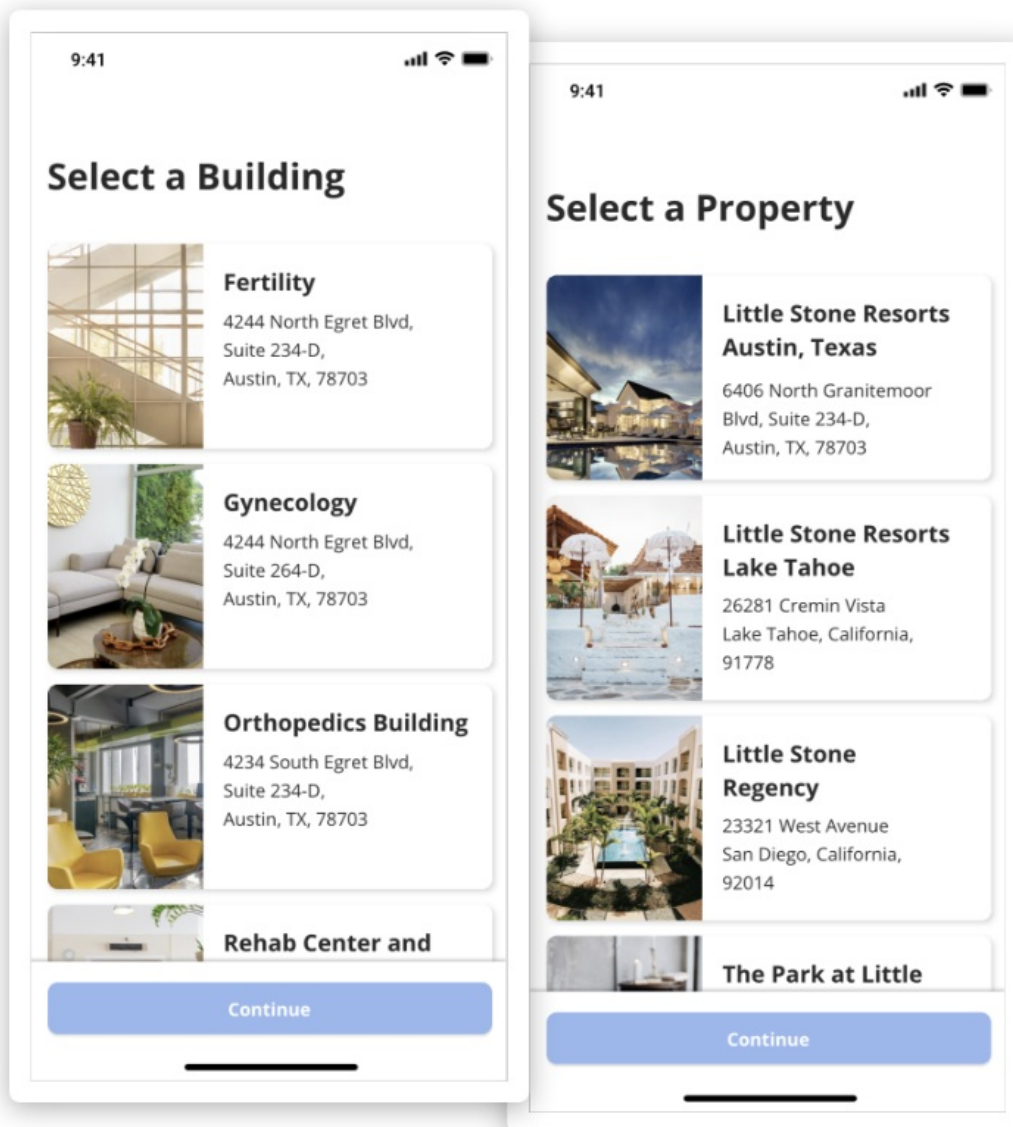 9:41
Select a Building
Fertility
4244 North Egret Blvd,
Suite 234-D,
Austin, TX, 78703
Gynecology
4244 North Egret Blvd,
Suite 264-D,
Austin, TX, 78703
Orthopedics Building
4234 South Egret Blvd,
Suite 234-D,
Austin, TX, 78703
Rehab Center and
Continue
9:41
Select a Property
Little Stone Resorts
Austin, Texas
6406 North Granitemoor
Blvd, Suite 234-D,
Austin, TX, 78703
Little Stone Resorts
Lake Tahoe
26281 Cremin Vista
Lake Tahoe, California,
91778
Little Stone
Regency
23321 West Avenue
San Diego, California,
92014
The Park at Little
Continue